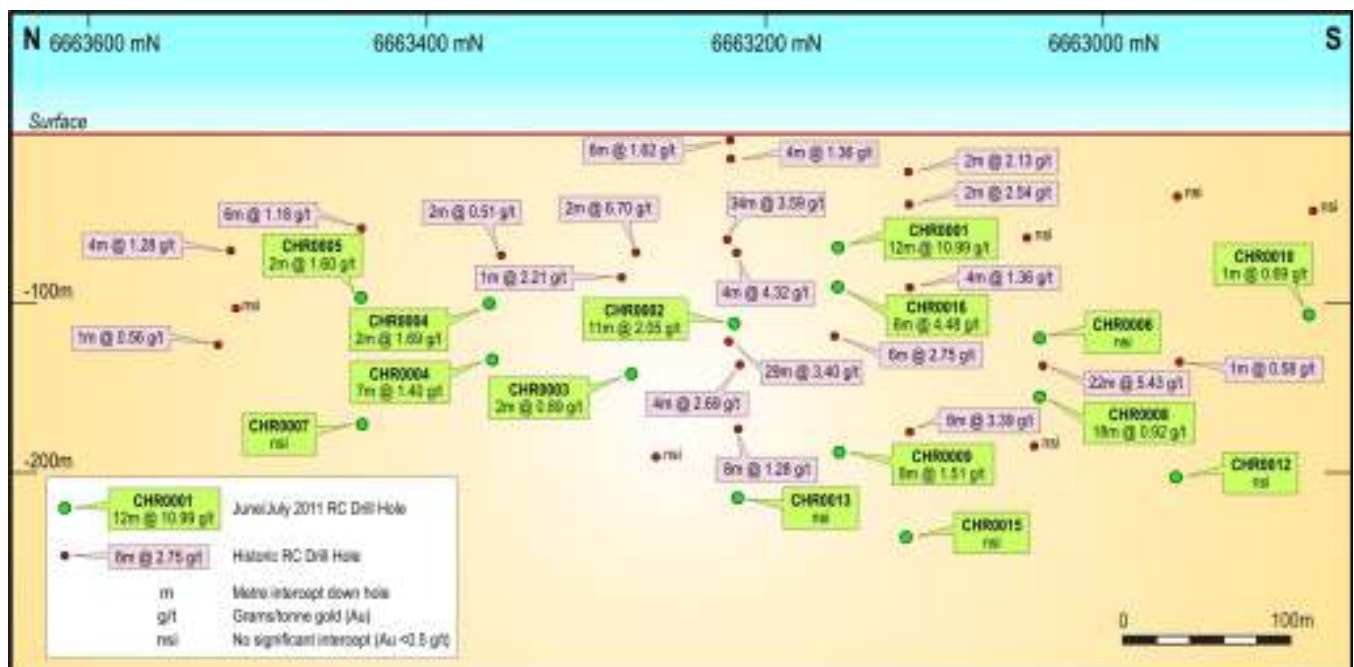 N 6663600 mN 6663400 mN 6663200 mN 6663000 mN S
Surface
6m @ 1.62 g/t
4m @ 1.36 g/t
2m @ 2.13 g/t
nsi
2m @ 2.54 g/t
34m @ 3.59 g/t
nsi
6m @ 1.18 g/t
2m @ 0.51 g/t
2m @ 6.70 g/t
nsi
4m @ 1.28 g/t
CHR0005
2m @ 1.60 g/t
CHR0001
12m @ 10.99 g/t
CHR0010
1m @ 0.69 g/t
1m @ 2.21 g/t
4m @ 4.32 g/t
4m @ 1.36 g/t
-100m
nsi
CHR0004
2m @ 1.69 g/t
CHR0002
11m @ 2.05 g/t
CHR0016
6m @ 4.48 g/t
CHR0006
nsi
1m @ 0.56 g/t
6m @ 2.75 g/t
CHR0004
7m @ 1.40 g/t
CHR0003
2m @ 0.89 g/t
28m @ 3.40 g/t
22m @ 5.43 g/t
1m @ 0.58 g/t
4m @ 2.69 g/t
CHR0007
nsi
6m @ 3.39 g/t
CHR0008
18m @ 0.92 g/t
nsi
nsi
-200m
8m @ 1.28 g/t
CHR0009
8m @ 1.51 g/t
CHR0012
nsi
CHR0013
nsi
CHR0015
nsi
CHR0001
12m @ 10.99 g/t
June/July 2011 RC Drill Hole
6m @ 2.75 g/t
Historic RC Drill Hole
m Metre intercept down hole
g/t Grams/tonne gold (Au)
nsi No significant intercept (Au <0.5 g/t)
0 100m